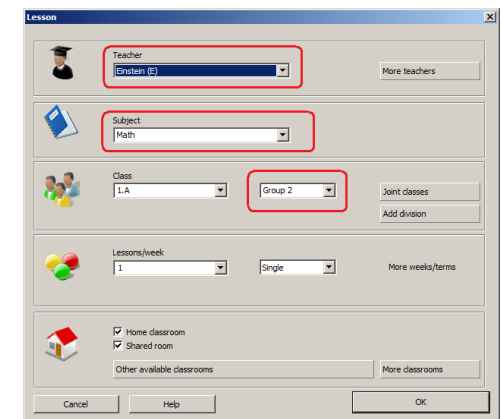 Lesson
Teacher
Einstein (E)
More teachers
Subject
Math
Class
1.A
Group 2
Joint classes
Add division
Lessons/week
1
Single
More weeks/terms
Home classroom
Shared room
Other available classrooms
More classrooms
Cancel
Help
OK